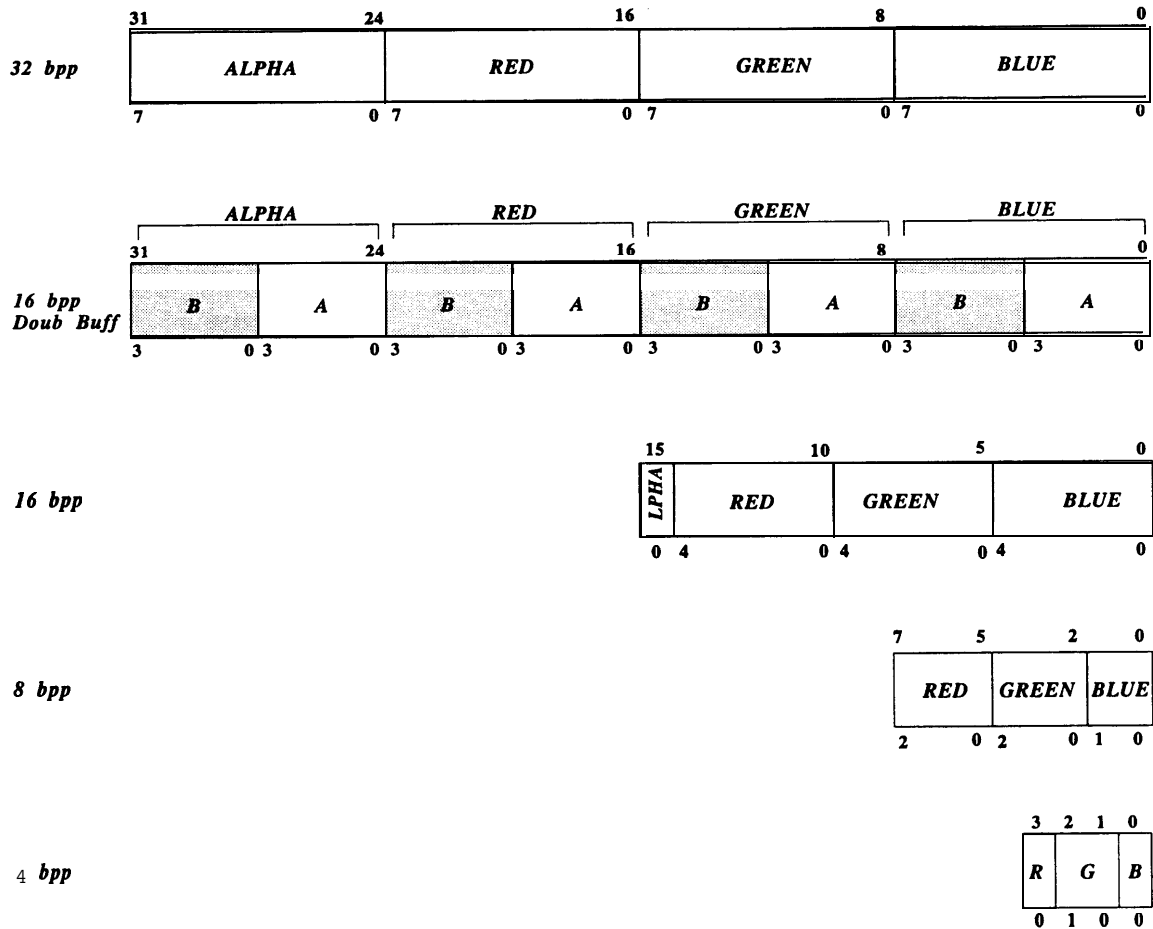 31 24 16 8 0
32 bpp ALPHA RED GREEN BLUE
7 0 7 0 7 0 7 0
ALPHA RED GREEN BLUE
31 24 16 8 0
16 bpp
Doub Buff
B A B A B A B A
3 0 3 0 3 0 3 0 3 0 3 0 3 0 3 0
15 10 5 0
16 bpp LPHA RED GREEN BLUE
0 4 0 4 0 4 0
7 5 2 0
8 bpp RED GREEN BLUE
2 0 2 0 1 0
3 2 1 0
4 bpp R G B
0 1 0 0